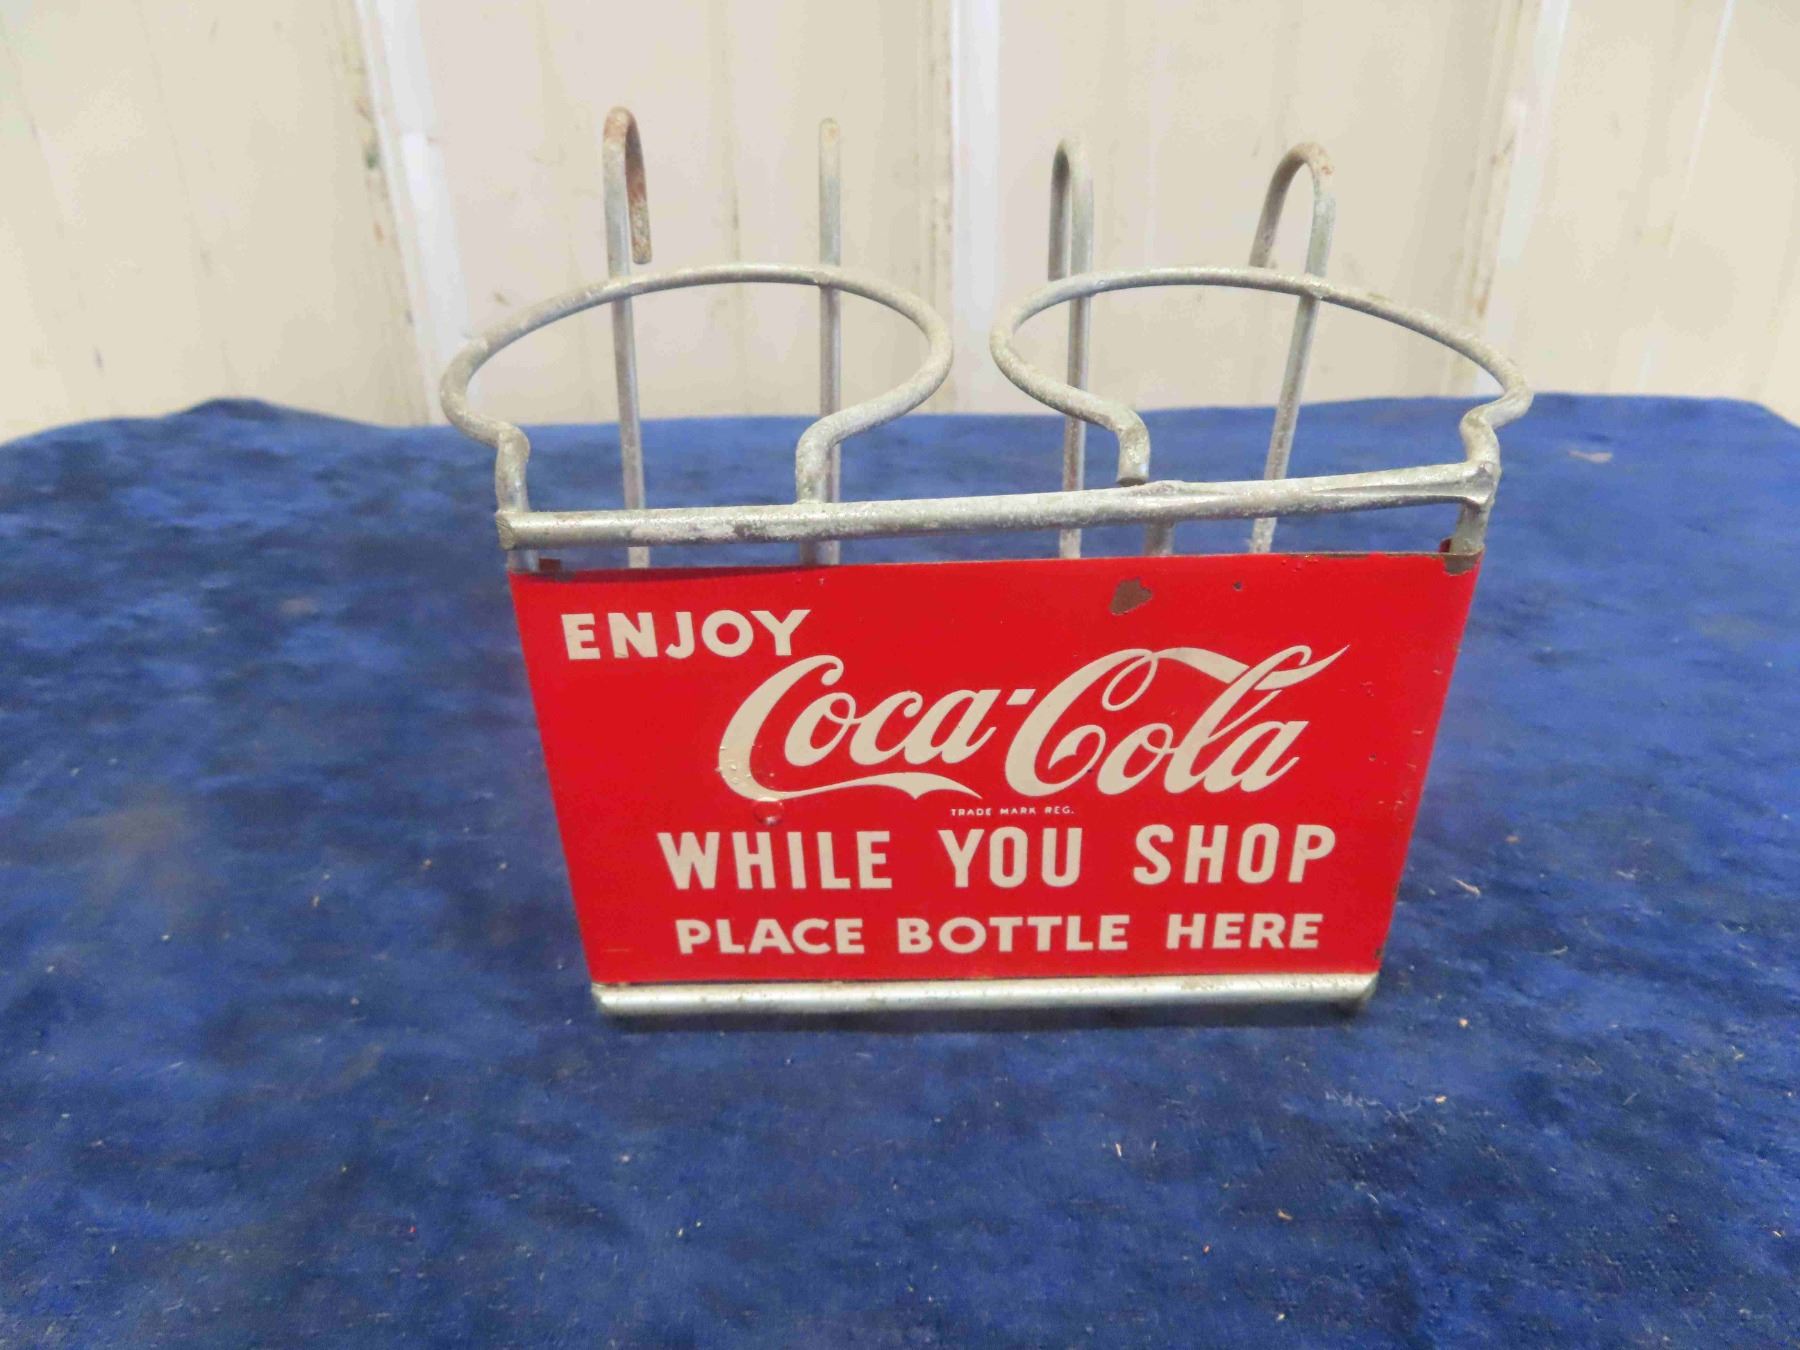 ENJOY
Coca-Cola
TRADE MARK REG.
WHILE YOU SHOP
PLACE BOTTLE HERE